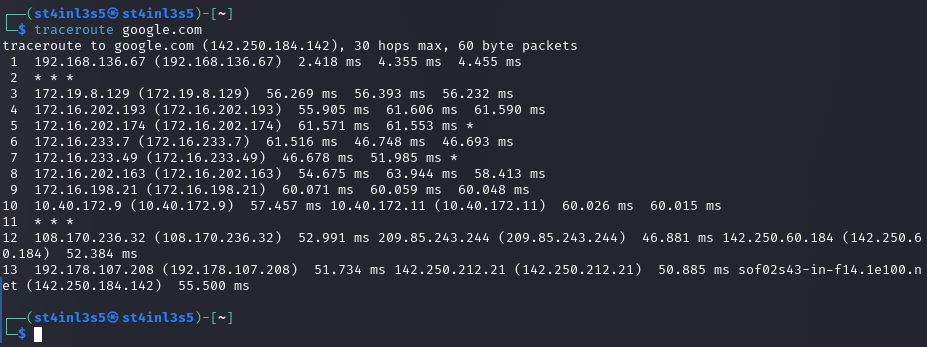 ┌──(st4inl3s5㉿st4inl3s5)-[~]
└─$ traceroute google.com
traceroute to google.com (142.250.184.142), 30 hops max, 60 byte packets
 1  192.168.136.67 (192.168.136.67)  2.418 ms  4.355 ms  4.455 ms
 2  * * *
 3  172.19.8.129 (172.19.8.129)  56.269 ms  56.393 ms  56.232 ms
 4  172.16.202.193 (172.16.202.193)  55.905 ms  61.606 ms  61.590 ms
 5  172.16.202.174 (172.16.202.174)  61.571 ms  61.553 ms *
 6  172.16.233.7 (172.16.233.7)  61.516 ms  46.748 ms  46.693 ms
 7  172.16.233.49 (172.16.233.49)  46.678 ms  51.985 ms *
 8  172.16.202.163 (172.16.202.163)  54.675 ms  63.944 ms  58.413 ms
 9  172.16.198.21 (172.16.198.21)  60.071 ms  60.059 ms  60.048 ms
10  10.40.172.9 (10.40.172.9)  57.457 ms 10.40.172.11 (10.40.172.11)  60.026 ms  60.015 ms
11  * * *
12  108.170.236.32 (108.170.236.32)  52.991 ms 209.85.243.244 (209.85.243.244)  46.881 ms 142.250.60.184 (142.250.6
0.184)  52.384 ms
13  192.178.107.208 (192.178.107.208)  51.734 ms 142.250.212.21 (142.250.212.21)  50.885 ms sof02s43-in-f14.1e100.n
et (142.250.184.142)  55.500 ms
┌──(st4inl3s5㉿st4inl3s5)-[~]
└─$